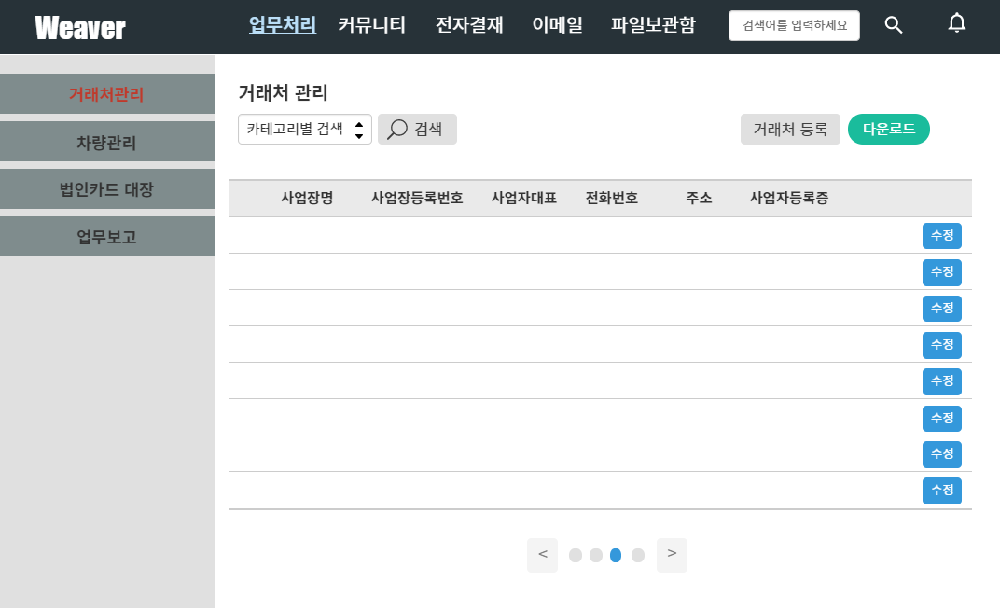 Weaver 업무처리 커뮤니티 전자결재 이메일 파일보관함 검색어를 입력하세요
거래처관리
차량관리
법인카드 대장
업무보고
거래처 관리
카테고리별 검색 검색 거래처 등록 다운로드
사업장명 사업장등록번호 사업자대표 전화번호 주소 사업자등록증
수정
수정
수정
수정
수정
수정
수정
수정
< >